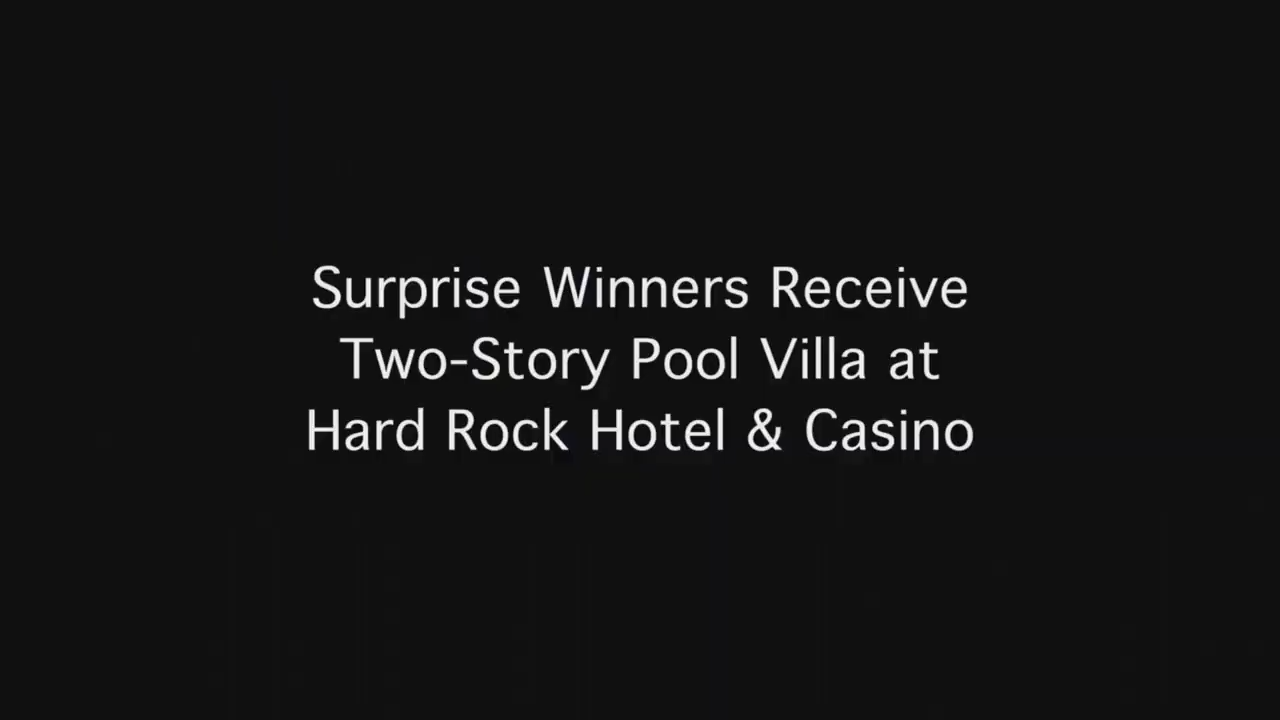 Surprise Winners Receive
Two-Story Pool Villa at
Hard Rock Hotel & Casino